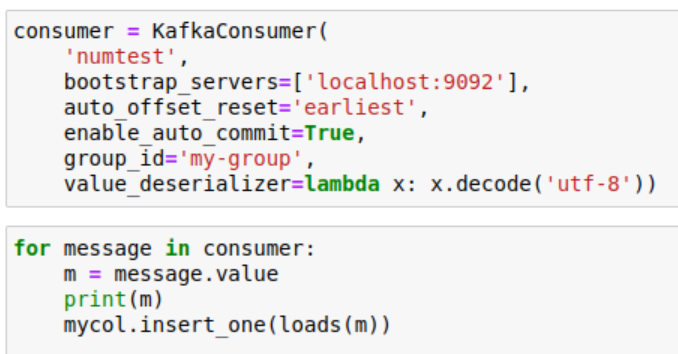 consumer = KafkaConsumer(
    'numtest',
    bootstrap_servers=['localhost:9092'],
    auto_offset_reset='earliest',
    enable_auto_commit=True,
    group_id='my-group',
    value_deserializer=lambda x: x.decode('utf-8'))
for message in consumer:
    m = message.value
    print(m)
    mycol.insert_one(loads(m))